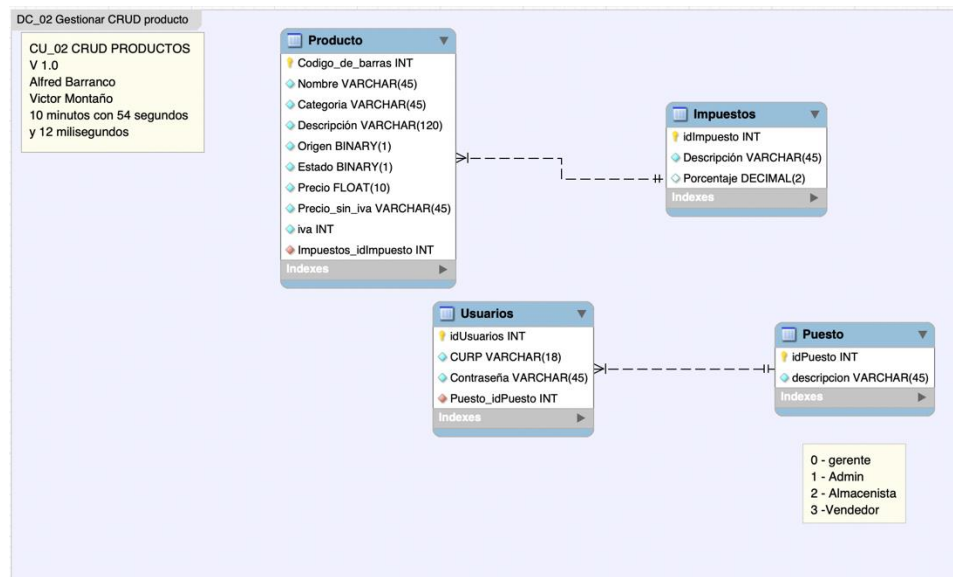 DC_02 Gestionar CRUD producto
CU_02 CRUD PRODUCTOS
V 1.0
Alfred Barranco
Victor Montaño
10 minutos con 54 segundos
y 12 milisegundos
Producto
Codigo_de_barras INT
Nombre VARCHAR(45)
Categoria VARCHAR(45)
Descripción VARCHAR(120)
Origen BINARY(1)
Estado BINARY(1)
Precio FLOAT(10)
Precio_sin_iva VARCHAR(45)
iva INT
Impuestos_idImpuesto INT
Indexes
Impuestos
idImpuesto INT
Descripción VARCHAR(45)
Porcentaje DECIMAL(2)
Indexes
Usuarios
idUsuarios INT
CURP VARCHAR(18)
Contraseña VARCHAR(45)
Puesto_idPuesto INT
Indexes
Puesto
idPuesto INT
descripcion VARCHAR(45)
Indexes
0 - gerente
1 - Admin
2 - Almacenista
3 -Vendedor